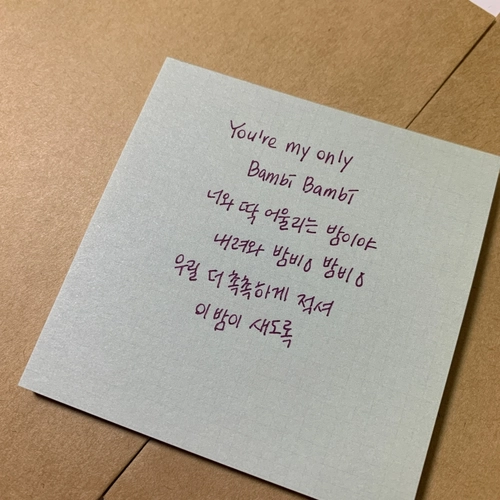 You're my only
Bambi Bambi
너와 딱 어울리는 밤이야
내려와 밤비ᄋ 밤비ᄋ
우릴 더 촉촉하게 적셔
이 밤이 새도록